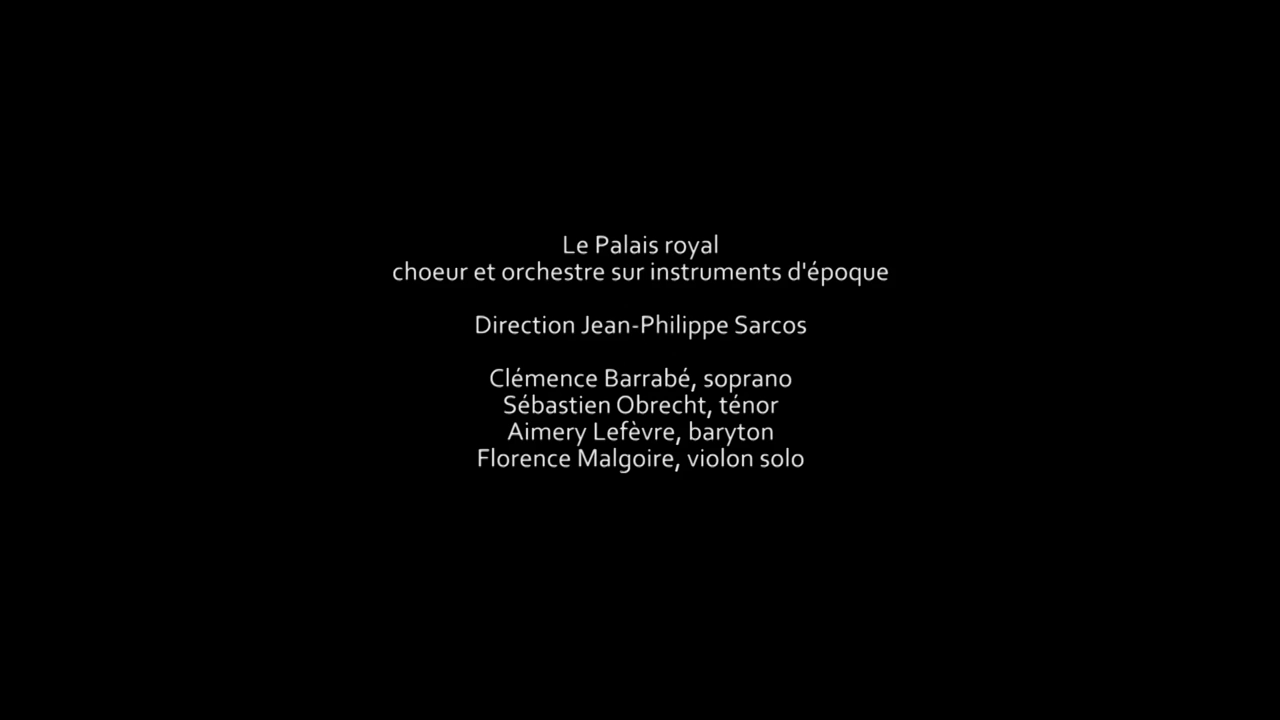 Le Palais royal
choeur et orchestre sur instruments d'époque
Direction Jean-Philippe Sarcos
Clémence Barrabé, soprano
Sébastien Obrecht, ténor
Aimery Lefèvre, baryton
Florence Malgoire, violon solo